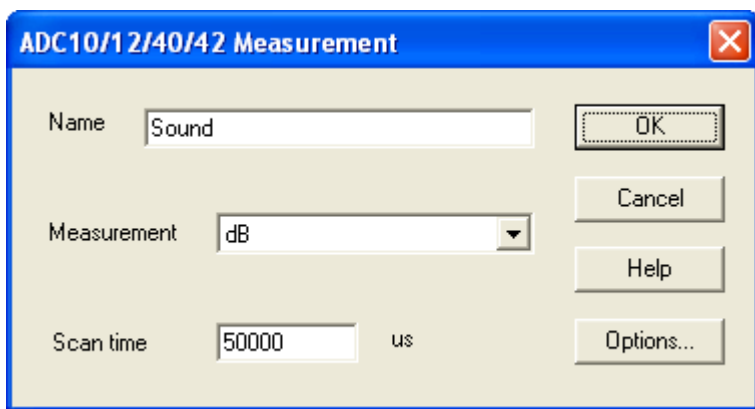 ADC10/12/40/42 Measurement
Name Sound OK
Cancel
Measurement dB
Help
Scan time 50000 us Options...